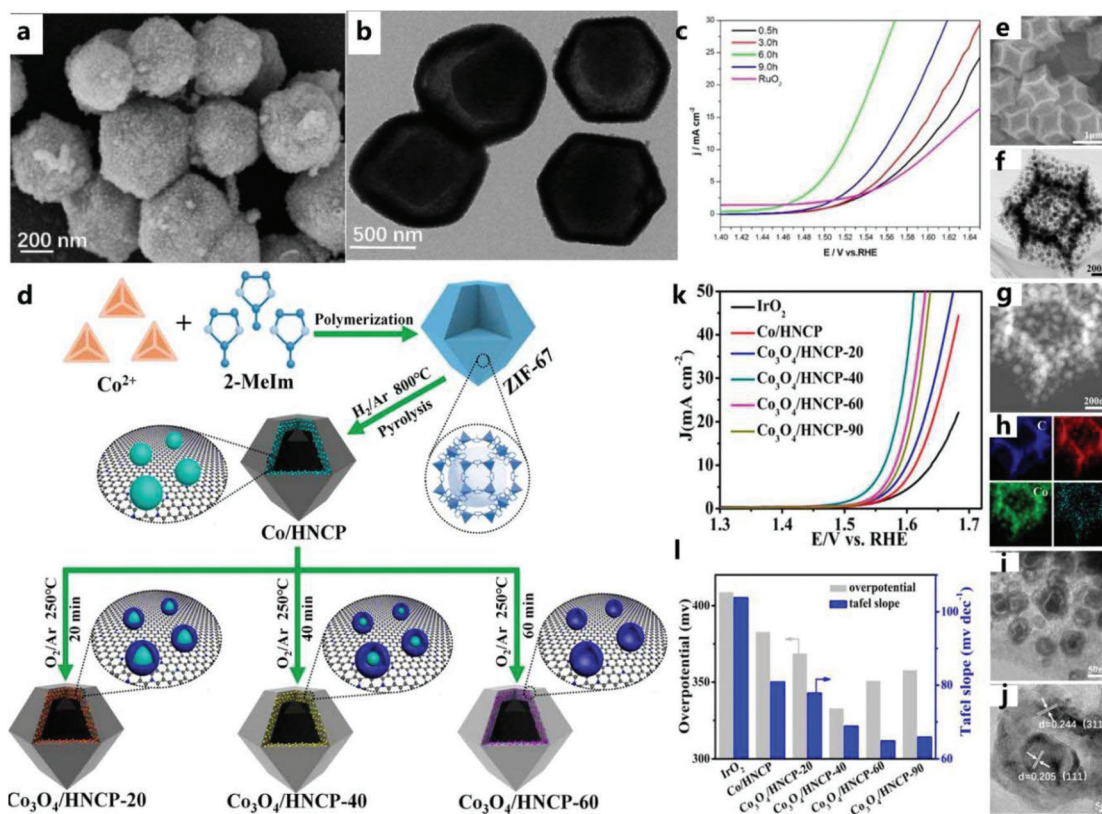 a
200 nm
b
500 nm
c
j / mA cm⁻²
30
25
20
15
10
5
0
0.5h
3.0h
6.0h
9.0h
RuO₂
1.40 1.42 1.44 1.46 1.48 1.50 1.52 1.54 1.56 1.58 1.60 1.62 1.64
E / V vs.RHE
e
1μm
f
g
h
C
Co
i
j
d=0.244 (311
d=0.205 (111)
d
Co²⁺
+
2-MeIm
Polymerization
ZIF-67
H₂/Ar 800℃
Pyrolysis
Co/HNCP
O₂/Ar 250℃
20 min
O₂/Ar 250℃
40 min
O₂/Ar 250℃
60 min
Co₃O₄/HNCP-20
Co₃O₄/HNCP-40
Co₃O₄/HNCP-60
k
J(mA cm⁻²)
50
40
30
20
10
0
IrO₂
Co/HNCP
Co₃O₄/HNCP-20
Co₃O₄/HNCP-40
Co₃O₄/HNCP-60
Co₃O₄/HNCP-90
1.3 1.4 1.5 1.6 1.7
E/V vs. RHE
l
Overpotential (mv)
400
350
300
overpotential
tafel slope
100
80
60
Tafel slope (mv dec⁻¹)
IrO₂
Co/HNCP
Co₃O₄/HNCP-20
Co₃O₄/HNCP-40
Co₃O₄/HNCP-60
Co₃O₄/HNCP-90